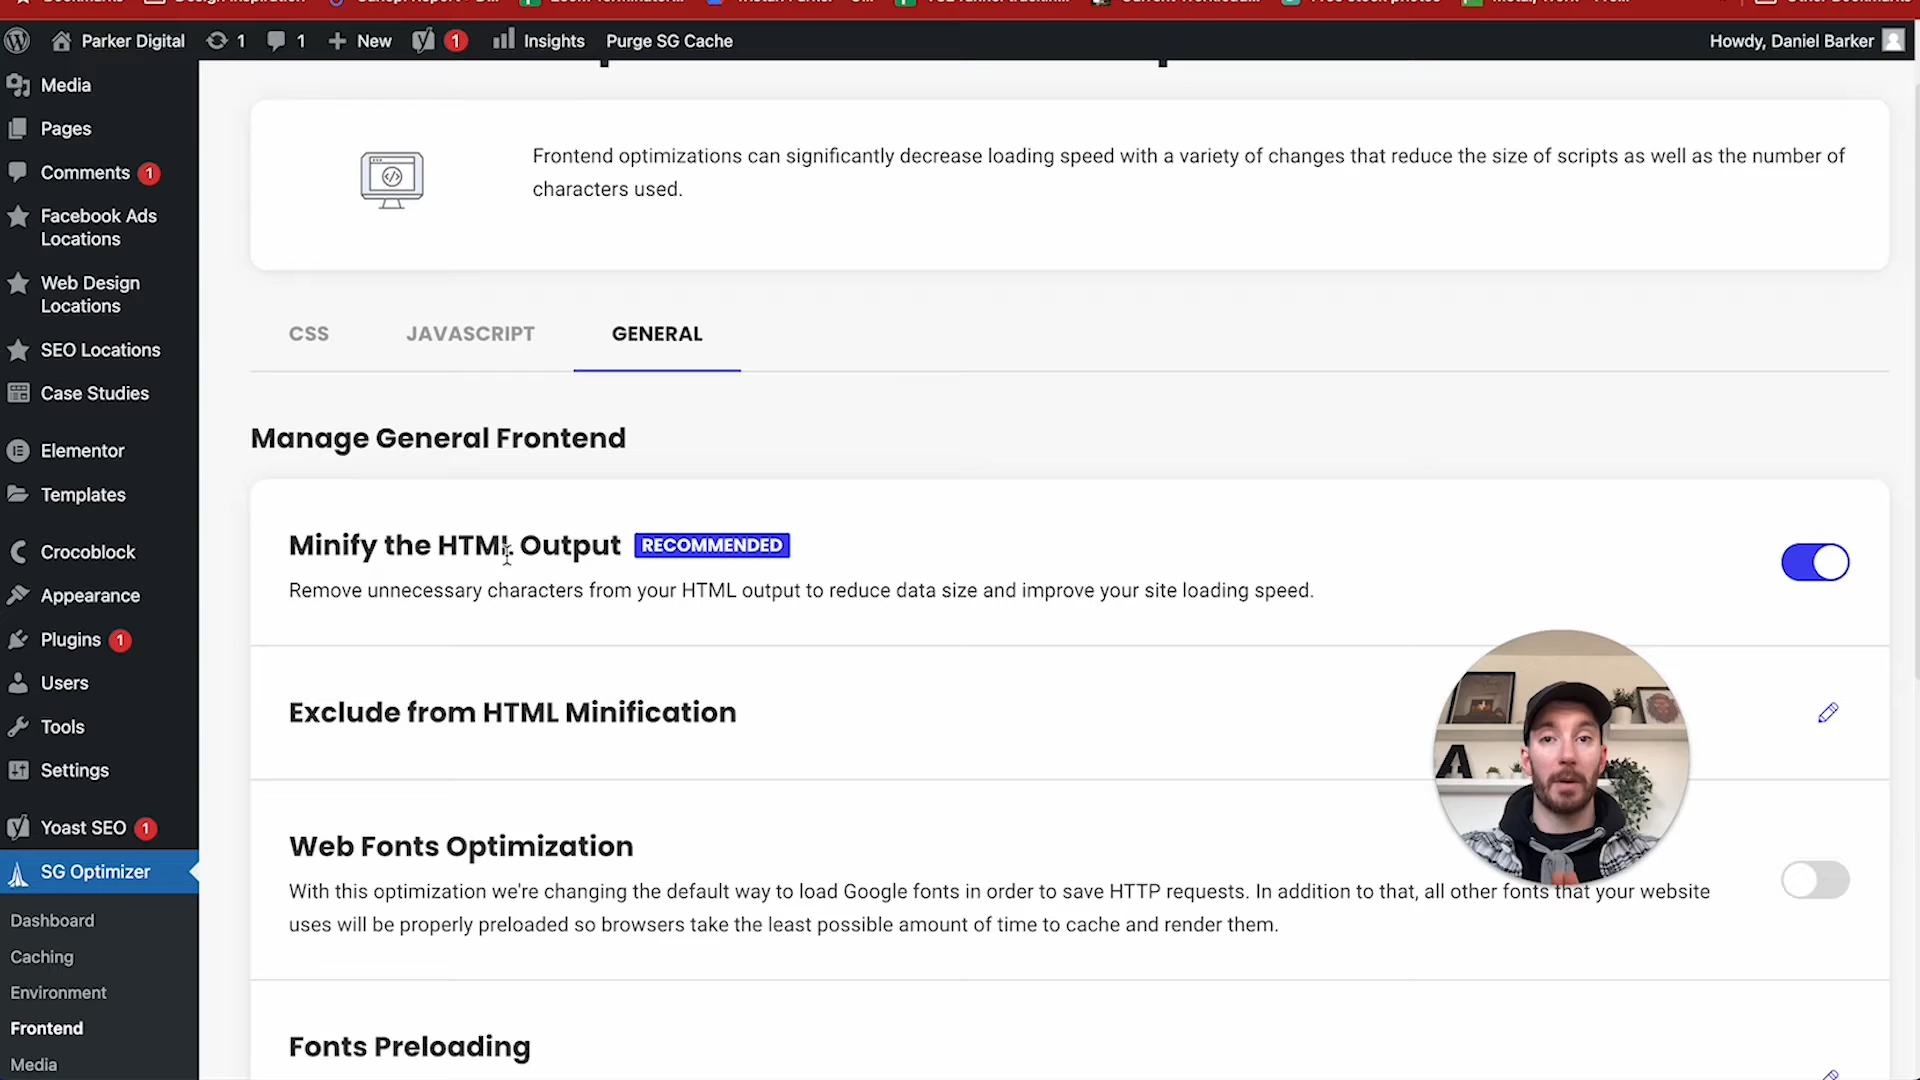 Parker Digital 1 1 New 1 Insights Purge SG Cache Howdy, Daniel Barker
Media
Pages
Comments 1
Facebook Ads
Locations
Web Design
Locations
SEO Locations
Case Studies
Elementor
Templates
Crocoblock
Appearance
Plugins 1
Users
Tools
Settings
Yoast SEO 1
SG Optimizer
Dashboard
Caching
Environment
Frontend
Media
Frontend optimizations can significantly decrease loading speed with a variety of changes that reduce the size of scripts as well as the number of
characters used.
CSS JAVASCRIPT GENERAL
Manage General Frontend
Minify the HTML Output RECOMMENDED
Remove unnecessary characters from your HTML output to reduce data size and improve your site loading speed.
Exclude from HTML Minification
Web Fonts Optimization
With this optimization we're changing the default way to load Google fonts in order to save HTTP requests. In addition to that, all other fonts that your website
uses will be properly preloaded so browsers take the least possible amount of time to cache and render them.
Fonts Preloading